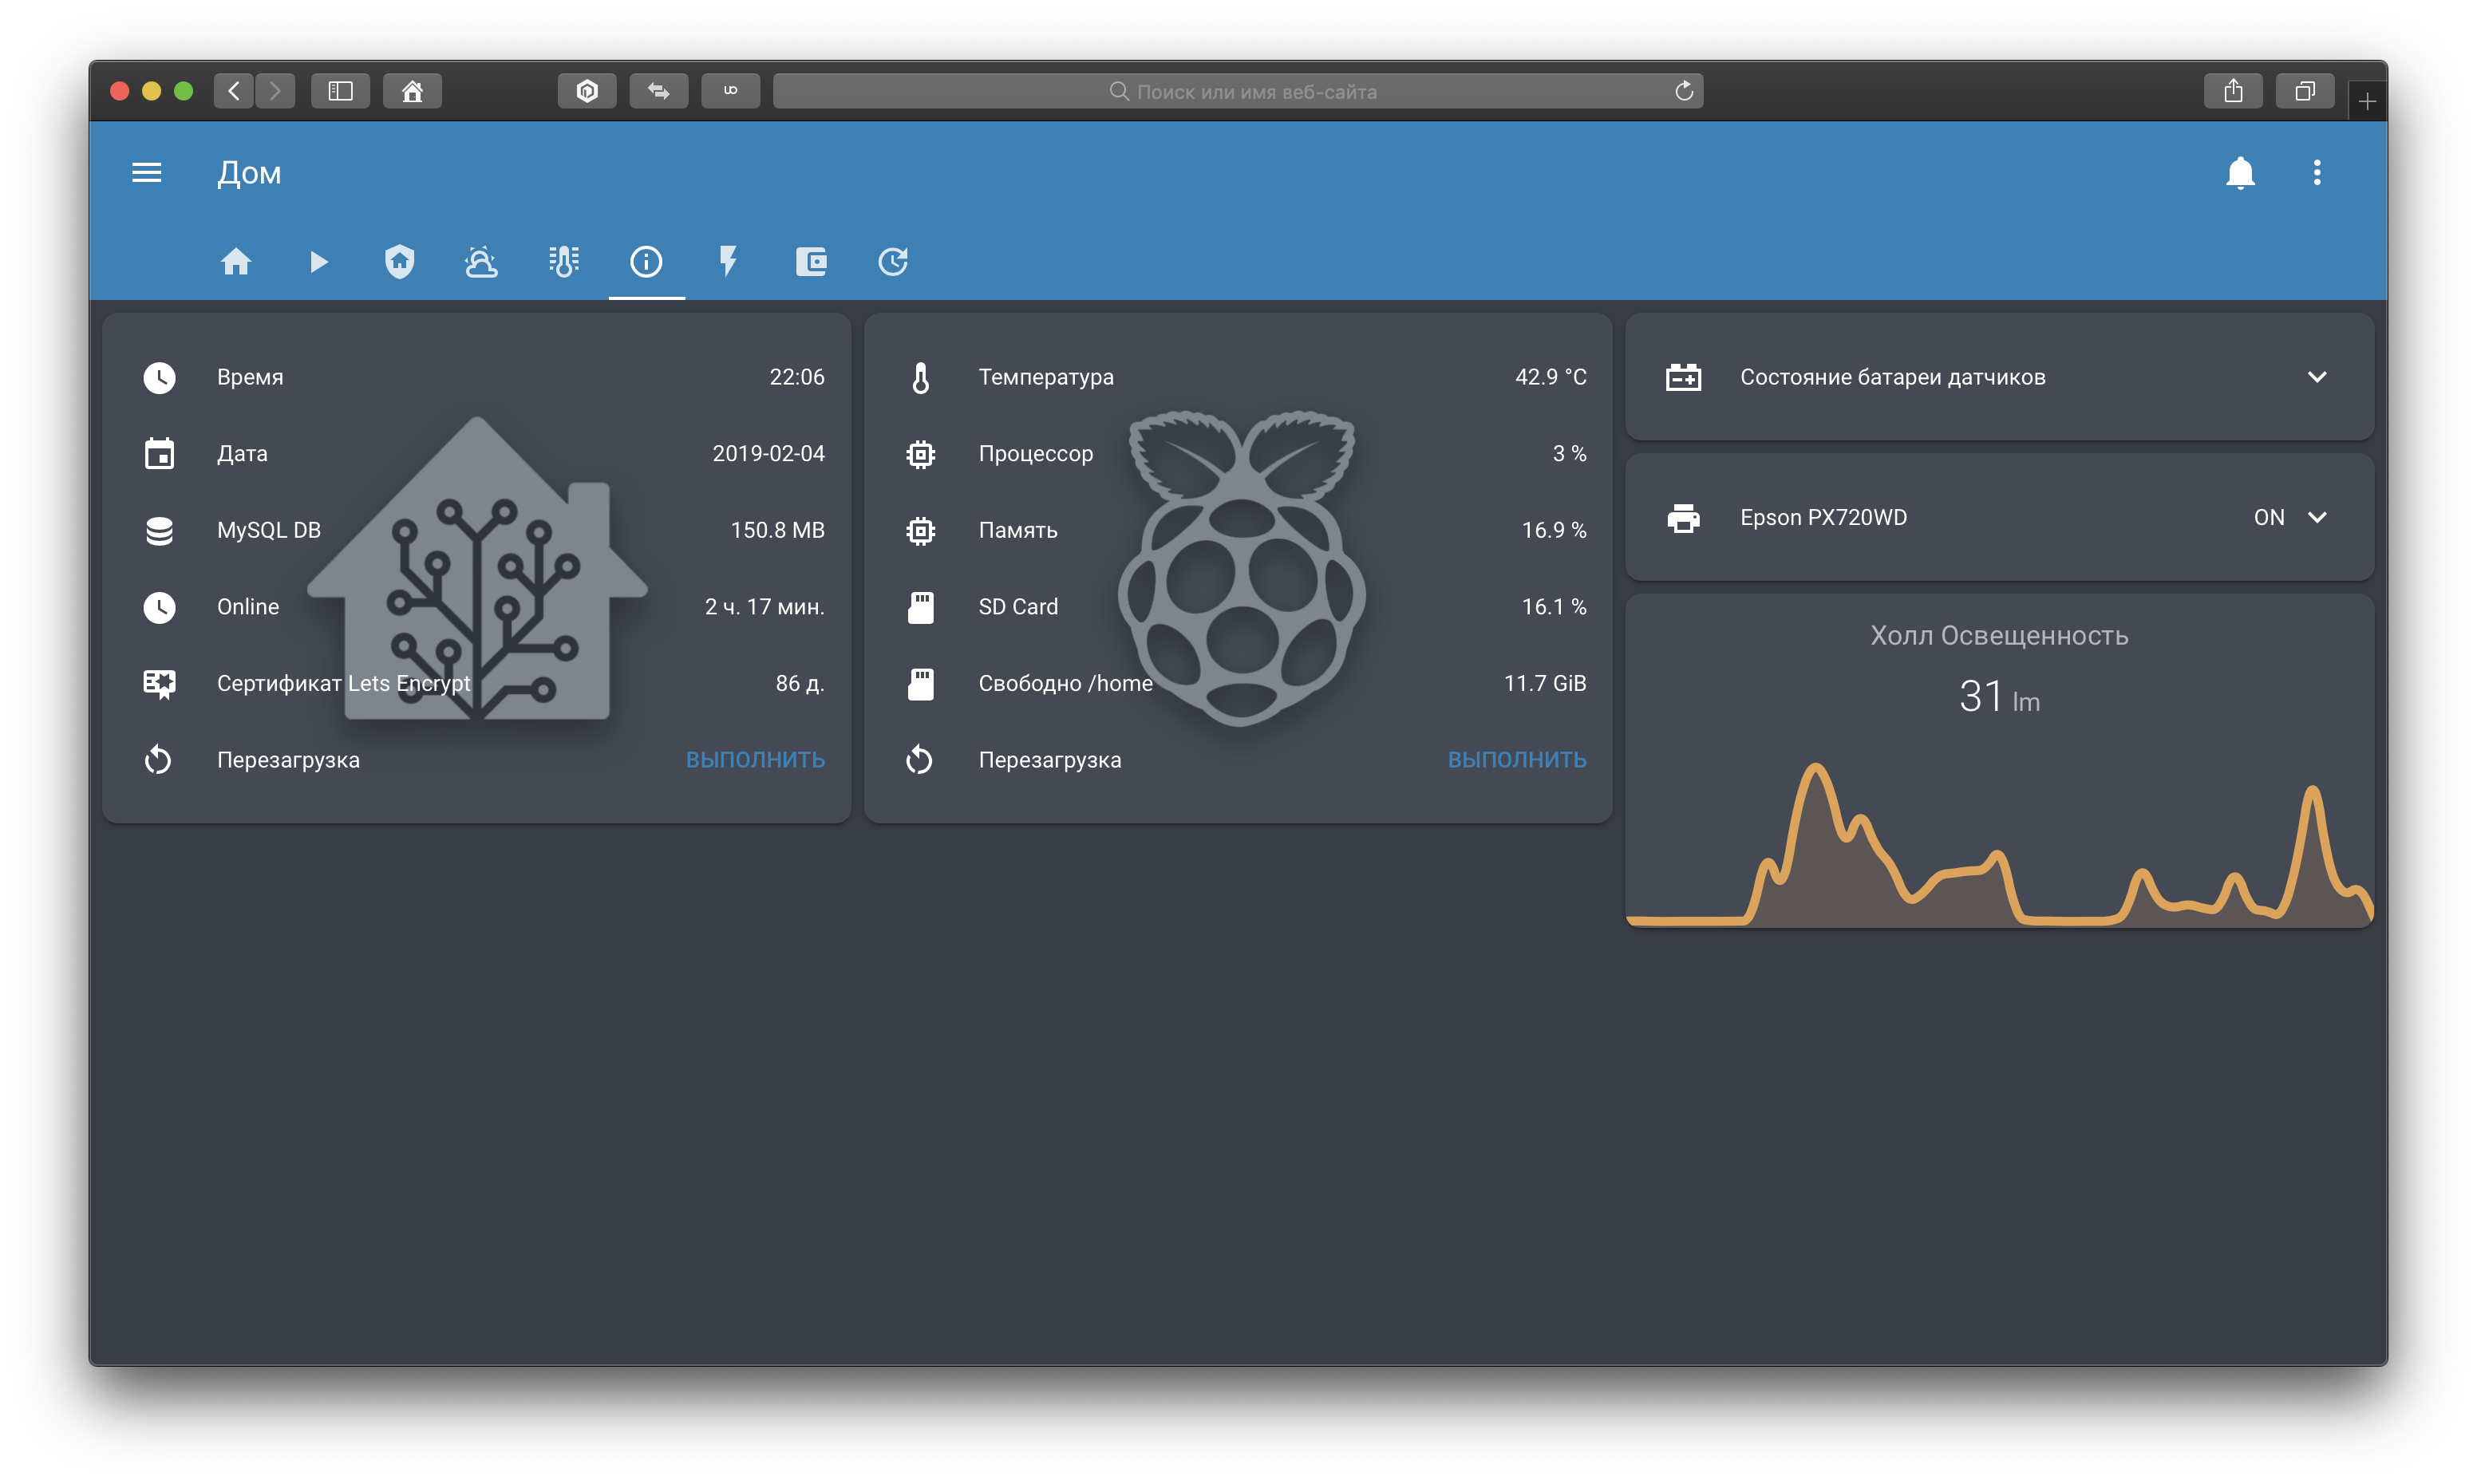 Поиск или имя веб-сайта
Дом
Время 22:06
Дата 2019-02-04
MySQL DB 150.8 MB
Online 2 ч. 17 мин.
Сертификат Lets Encrypt 86 д.
Перезагрузка ВЫПОЛНИТЬ
Температура 42.9 °C
Процессор 3 %
Память 16.9 %
SD Card 16.1 %
Свободно /home 11.7 GiB
Перезагрузка ВЫПОЛНИТЬ
Состояние батареи датчиков
Epson PX720WD ON
Холл Освещенность
31 lm